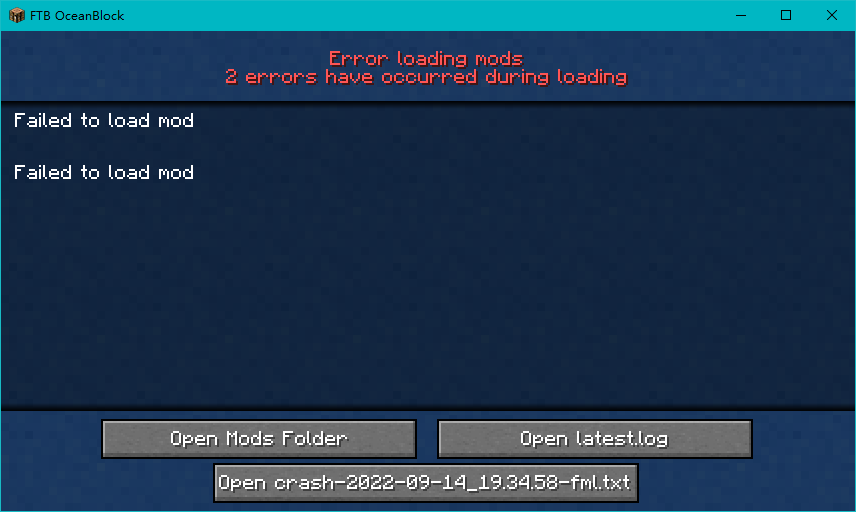 FTB OceanBlock
Error loading mods
2 errors have occurred during loading
Failed to load mod
Failed to load mod
Open Mods Folder
Open latest.log
Open crash-2022-09-14_19.34.58-fml.txt